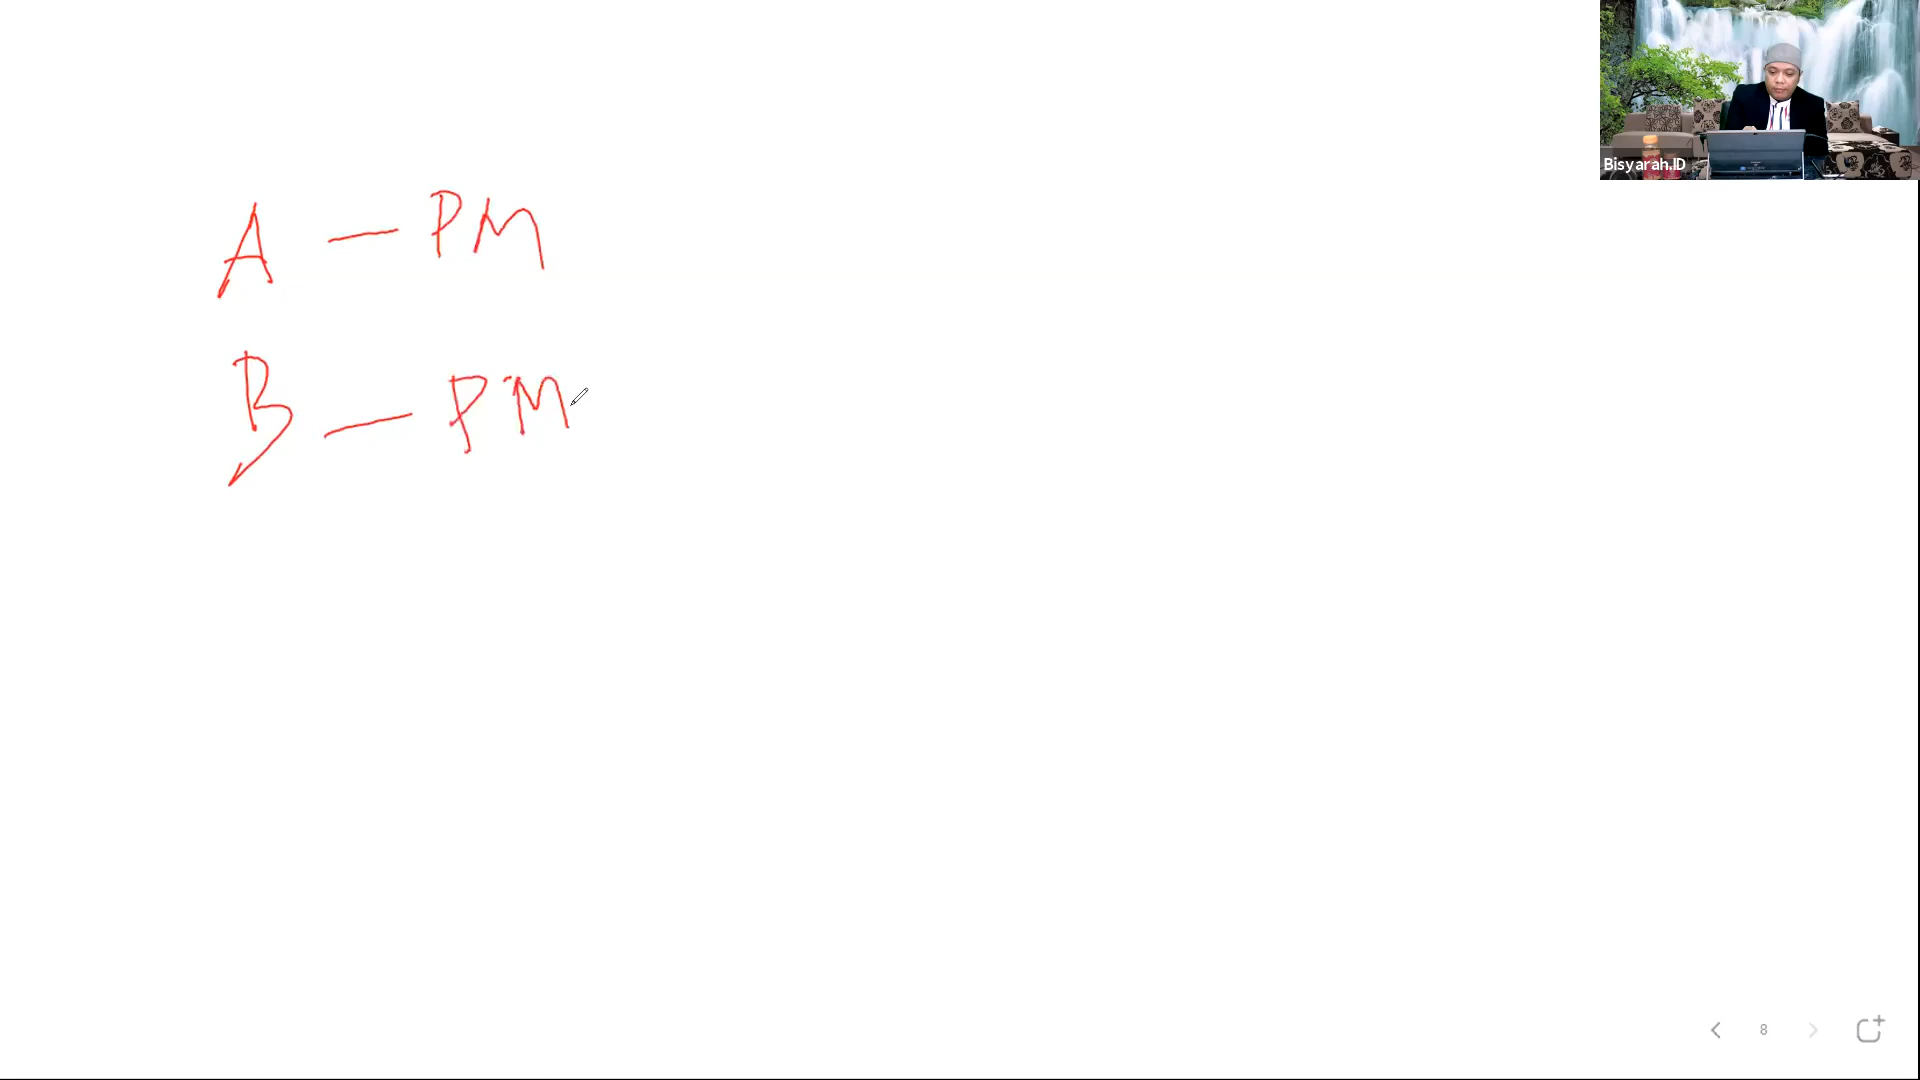 Bisyarah.ID
A — PM
B — PM
8